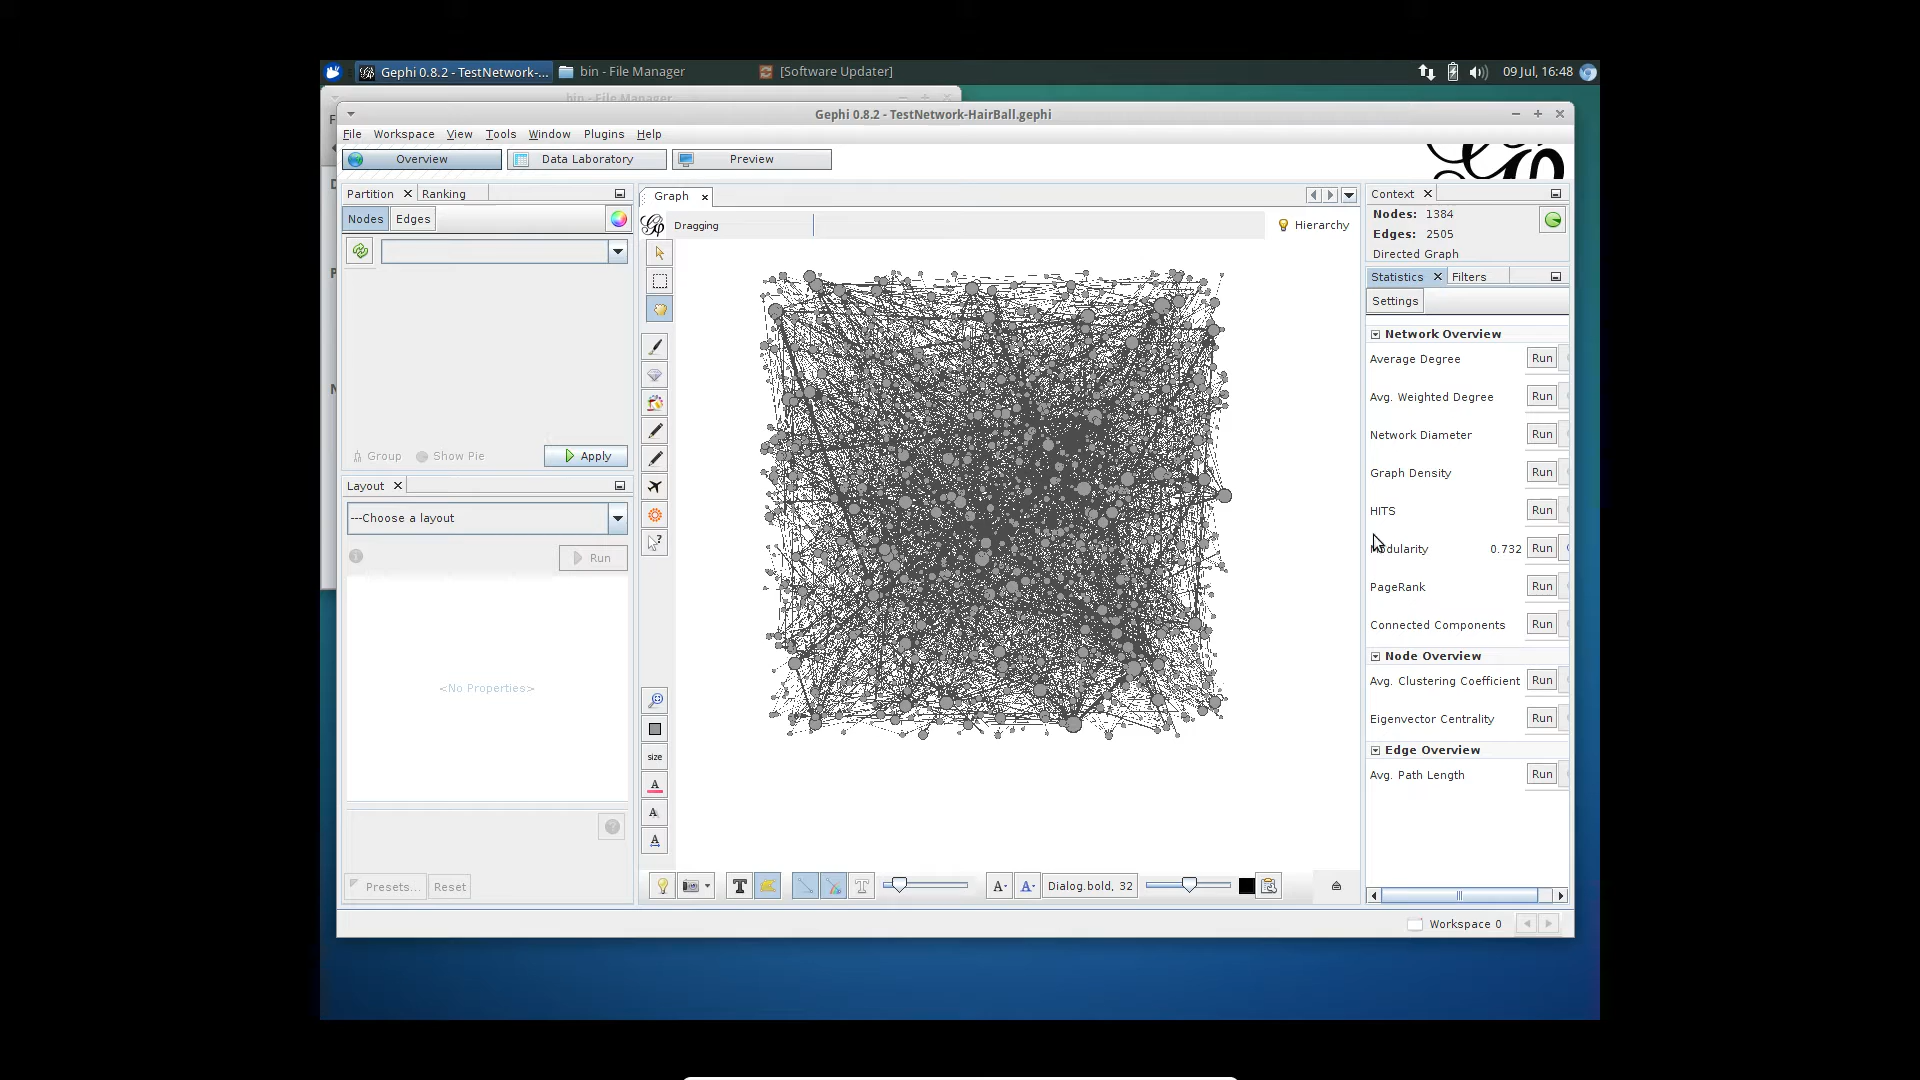 Gephi 0.8.2 - TestNetwork-...
bin - File Manager
[Software Updater]
09 Jul, 16:48
bin - File Manager
Gephi 0.8.2 - TestNetwork-HairBall.gephi
File Workspace View Tools Window Plugins Help
Overview Data Laboratory Preview
Partition Ranking
Nodes Edges
Group Show Pie Apply
Layout
---Choose a layout
Run
<No Properties>
Presets... Reset
Graph
Dragging
Hierarchy
size
Dialog.bold, 32
Context
Nodes: 1384
Edges: 2505
Directed Graph
Statistics Filters
Settings
Network Overview
Average Degree Run
Avg. Weighted Degree Run
Network Diameter Run
Graph Density Run
HITS Run
Modularity 0.732 Run
PageRank Run
Connected Components Run
Node Overview
Avg. Clustering Coefficient Run
Eigenvector Centrality Run
Edge Overview
Avg. Path Length Run
Workspace 0